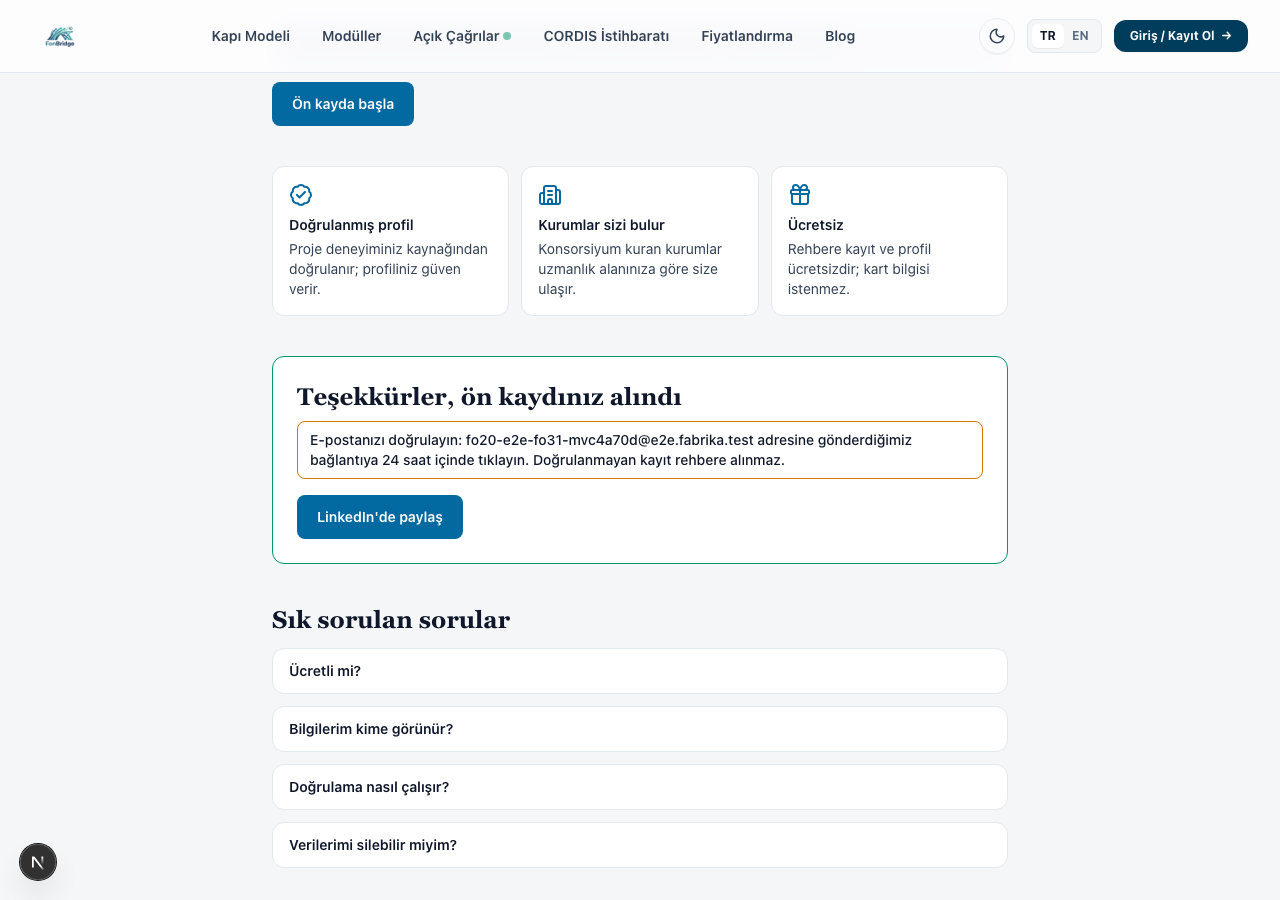 FonBridge
Kapı Modeli
Modüller
Açık Çağrılar
CORDIS İstihbaratı
Fiyatlandırma
Blog
TR
EN
Giriş / Kayıt Ol →
Ön kayda başla
Doğrulanmış profil
Proje deneyiminiz kaynağından
doğrulanır; profiliniz güven
verir.
Kurumlar sizi bulur
Konsorsiyum kuran kurumlar
uzmanlık alanınıza göre size
ulaşır.
Ücretsiz
Rehbere kayıt ve profil
ücretsizdir; kart bilgisi
istenmez.
Teşekkürler, ön kaydınız alındı
E-postanızı doğrulayın: fo20-e2e-fo31-mvc4a70d@e2e.fabrika.test adresine gönderdiğimiz
bağlantıya 24 saat içinde tıklayın. Doğrulanmayan kayıt rehbere alınmaz.
LinkedIn'de paylaş
Sık sorulan sorular
Ücretli mi?
Bilgilerim kime görünür?
Doğrulama nasıl çalışır?
Verilerimi silebilir miyim?
N